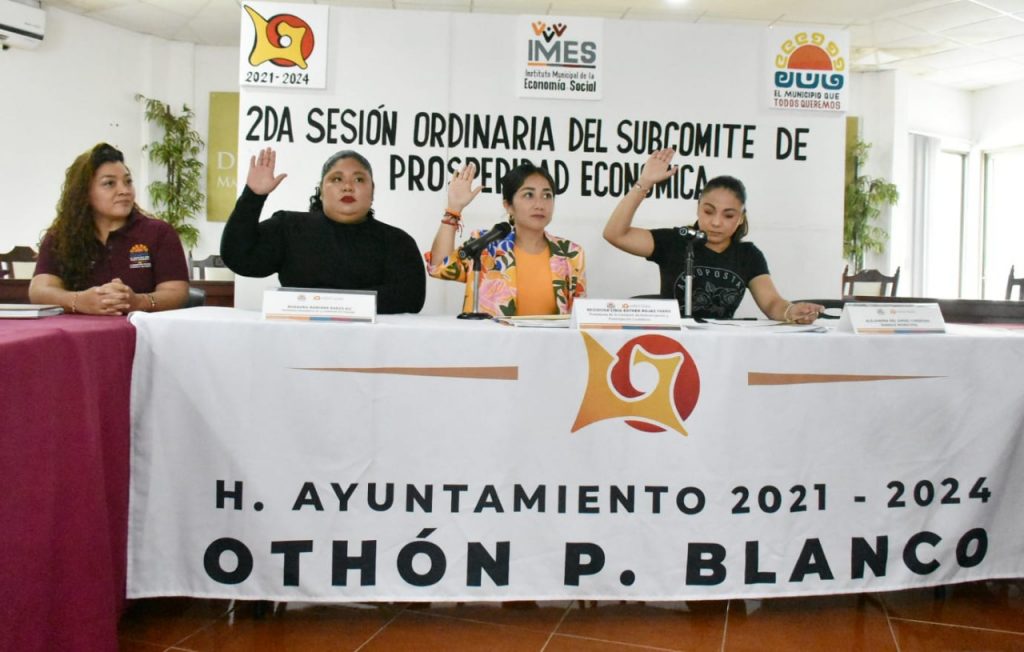 2021-2024
IMES
Instituto Municipal de la
Economía Social
EL MUNICIPIO QUE
TODOS QUEREMOS
2DA SESIÓN ORDINARIA DEL SUBCOMITE DE
PROSPERIDAD ECONOMICA
H. AYUNTAMIENTO 2021 - 2024
OTHÓN P. BLANCO